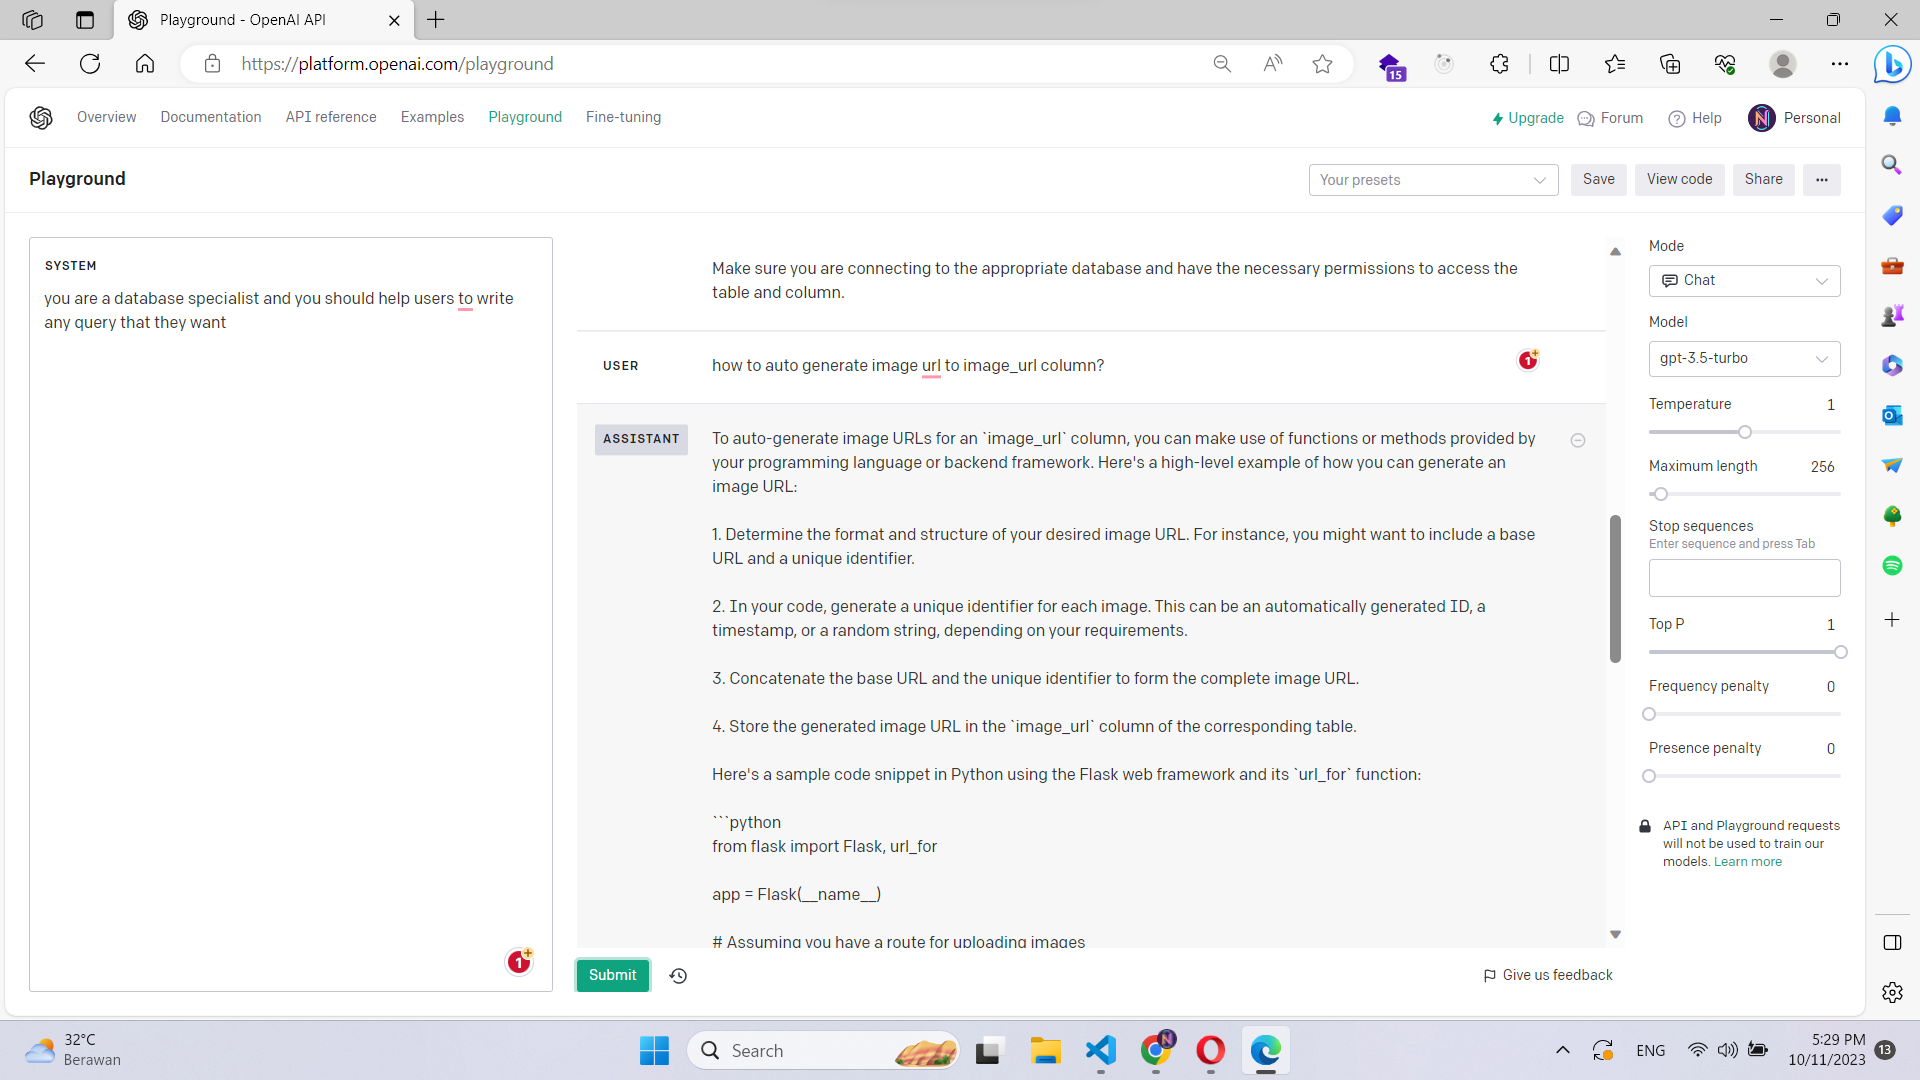 Playground - OpenAI API
https://platform.openai.com/playground
15
Overview
Documentation
API reference
Examples
Playground
Fine-tuning
Upgrade
Forum
Help
Personal
Playground
Your presets
Save
View code
Share
SYSTEM
you are a database specialist and you should help users to write
any query that they want
1
Make sure you are connecting to the appropriate database and have the necessary permissions to access the
table and column.
USER
how to auto generate image url to image_url column?
1
ASSISTANT
To auto-generate image URLs for an `image_url` column, you can make use of functions or methods provided by
your programming language or backend framework. Here's a high-level example of how you can generate an
image URL:
1. Determine the format and structure of your desired image URL. For instance, you might want to include a base
URL and a unique identifier.
2. In your code, generate a unique identifier for each image. This can be an automatically generated ID, a
timestamp, or a random string, depending on your requirements.
3. Concatenate the base URL and the unique identifier to form the complete image URL.
4. Store the generated image URL in the `image_url` column of the corresponding table.
Here's a sample code snippet in Python using the Flask web framework and its `url_for` function:
```python
from flask import Flask, url_for
app = Flask(__name__)
# Assuming you have a route for uploading images
Submit
Give us feedback
Mode
Chat
Model
gpt-3.5-turbo
Temperature
1
Maximum length
256
Stop sequences
Enter sequence and press Tab
Top P
1
Frequency penalty
0
Presence penalty
0
API and Playground requests
will not be used to train our
models. Learn more
32°C
Berawan
Search
ENG
5:29 PM
10/11/2023
13